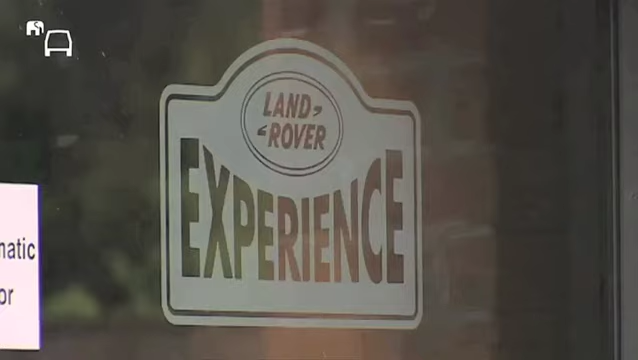 LAND
ROVER
EXPERIENCE
matic
or